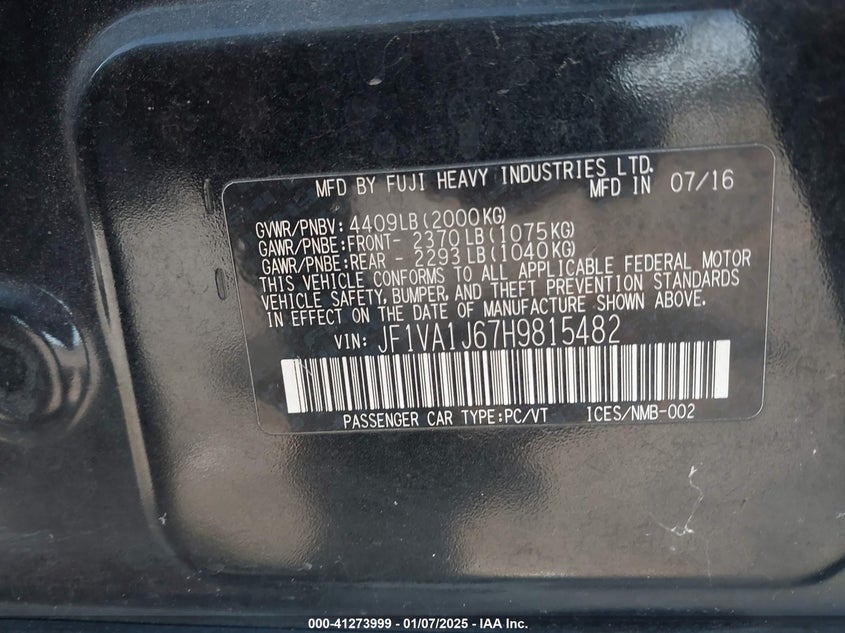 MFD BY FUJI HEAVY INDUSTRIES LTD.
MFD IN 07/16
GVWR/PNBV: 4409LB(2000KG)
GAWR/PNBE:FRONT- 2370LB(1075KG)
GAWR/PNBE:REAR - 2293LB(1040KG)
THIS VEHICLE CONFORMS TO ALL APPLICABLE FEDERAL MOTOR
VEHICLE SAFETY, BUMPER, AND THEFT PREVENTION STANDARDS
IN EFFECT ON THE DATE OF MANUFACTURE SHOWN ABOVE.
VIN: JF1VA1J67H9815482
PASSENGER CAR TYPE:PC/VT ICES/NMB-002
000-41273999 — 01/07/2025 — IAA Inc.